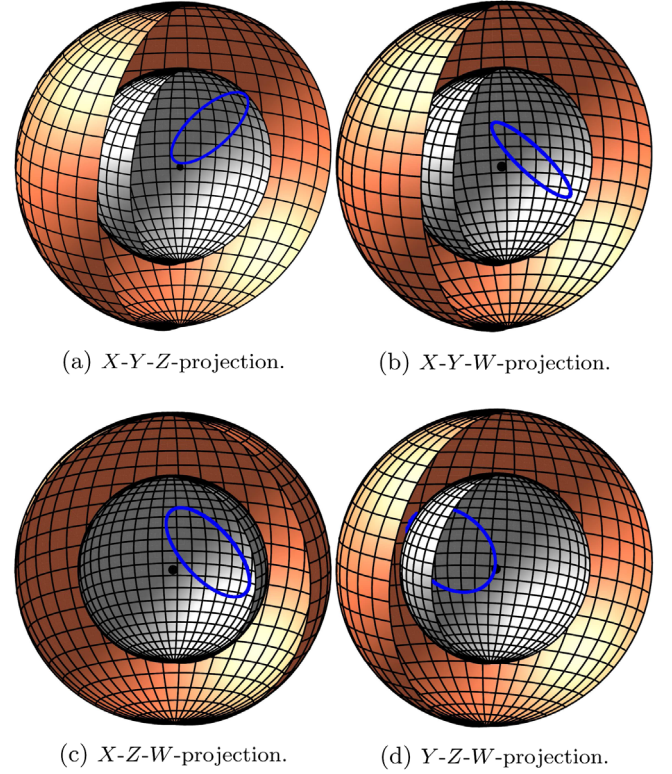 (a) X-Y-Z-projection.
(b) X-Y-W-projection.
(c) X-Z-W-projection.
(d) Y-Z-W-projection.